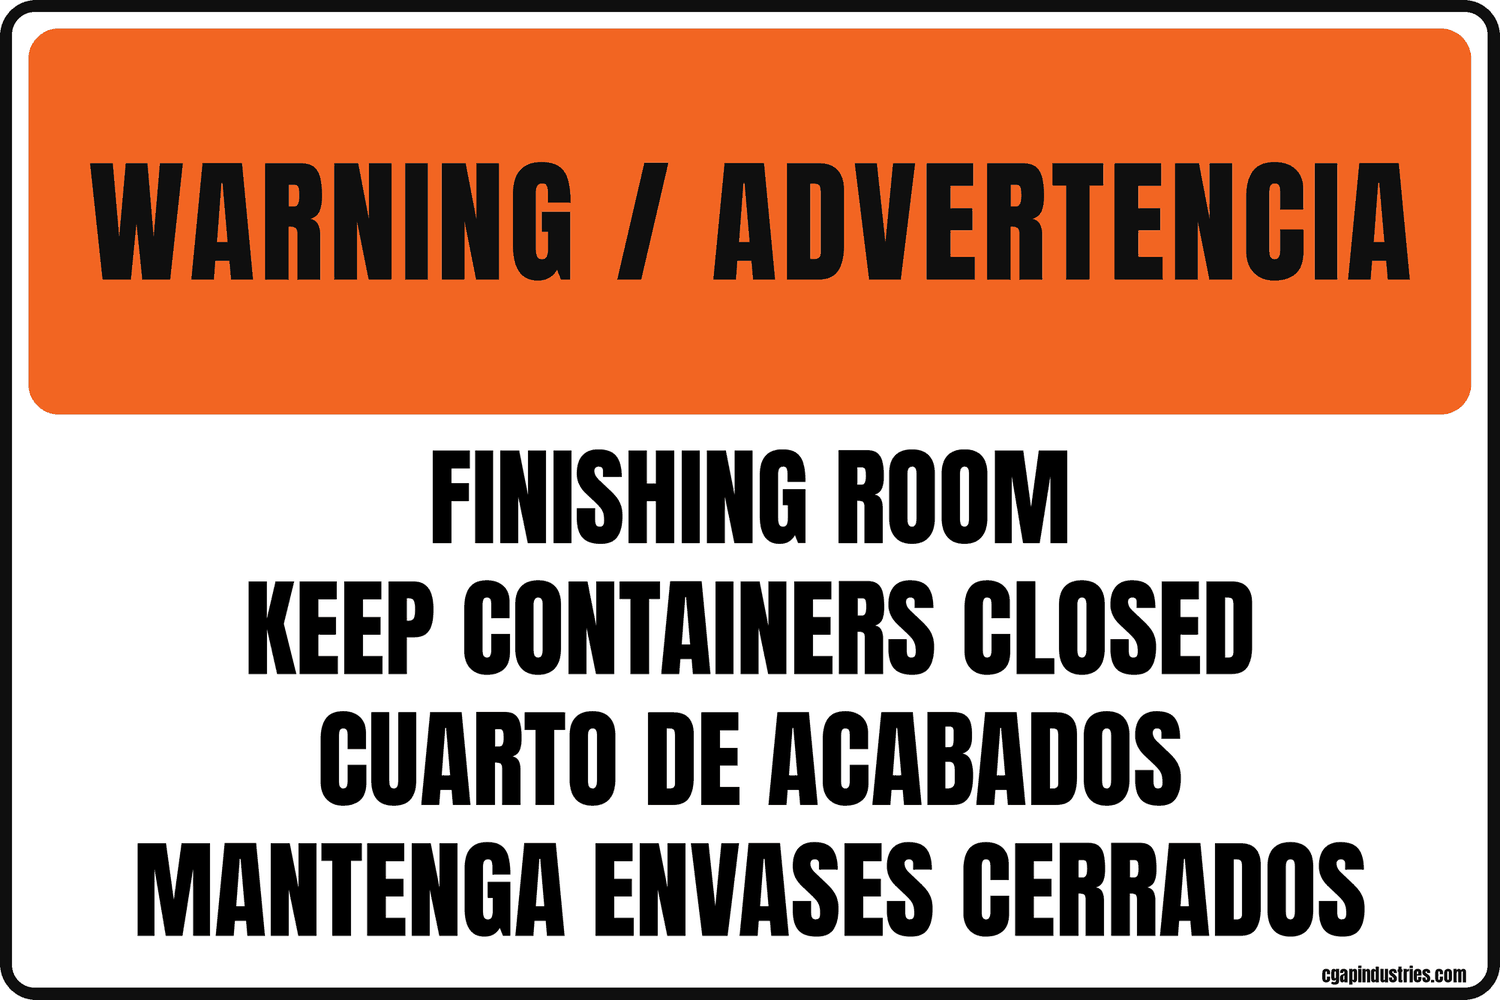 WARNING / ADVERTENCIA
FINISHING ROOM
KEEP CONTAINERS CLOSED
CUARTO DE ACABADOS
MANTENGA ENVASES CERRADOS
cgapindustries.com